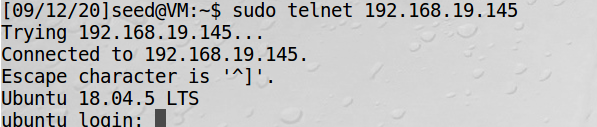 [09/12/20]seed@VM:~$ sudo telnet 192.168.19.145
Trying 192.168.19.145...
Connected to 192.168.19.145.
Escape character is '^]'.
Ubuntu 18.04.5 LTS
ubuntu login: